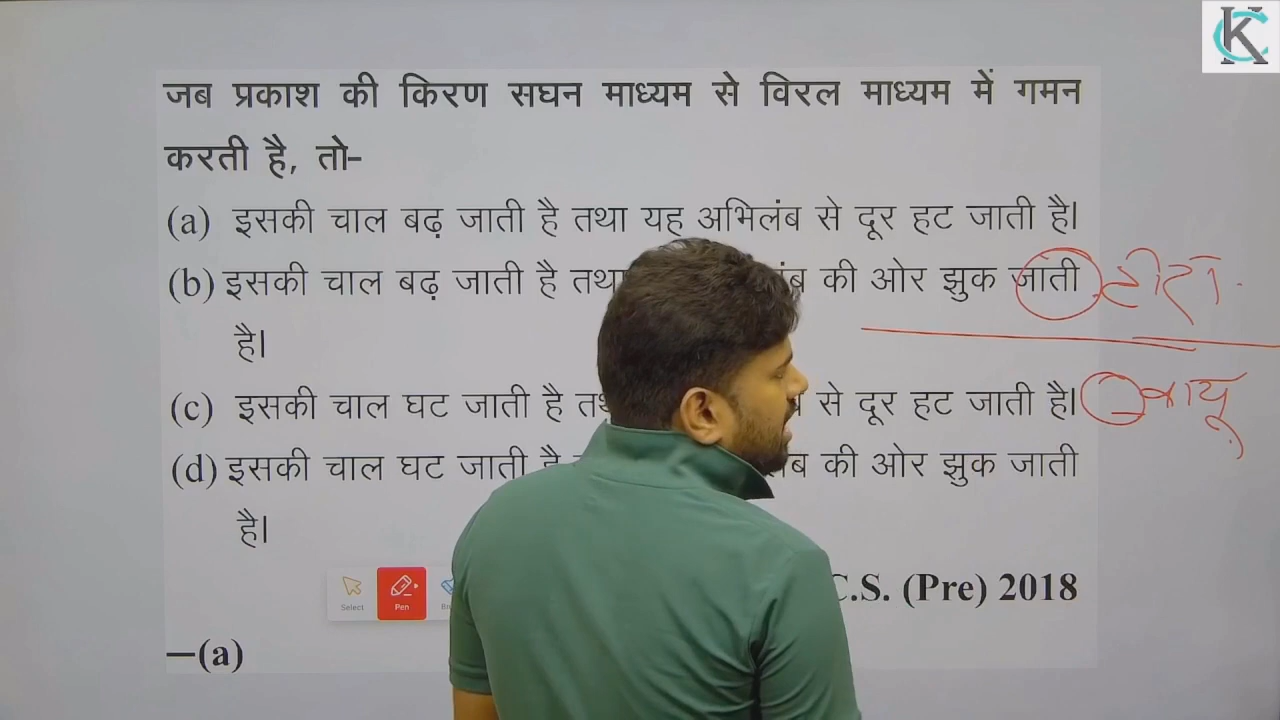 जब प्रकाश की किरण सघन माध्यम से विरल माध्यम में गमन
करती है, तो-
(a) इसकी चाल बढ़ जाती है तथा यह अभिलंब से दूर हट जाती है।
(b) इसकी चाल बढ़ जाती है तथा की ओर झुक जाती
है।
(c) इसकी चाल घट जाती है से दूर हट जाती है।
वायू
(d) इसकी चाल घट जाती है की ओर झुक जाती
है।
Select Pen
C.S. (Pre) 2018
–(a)
KC